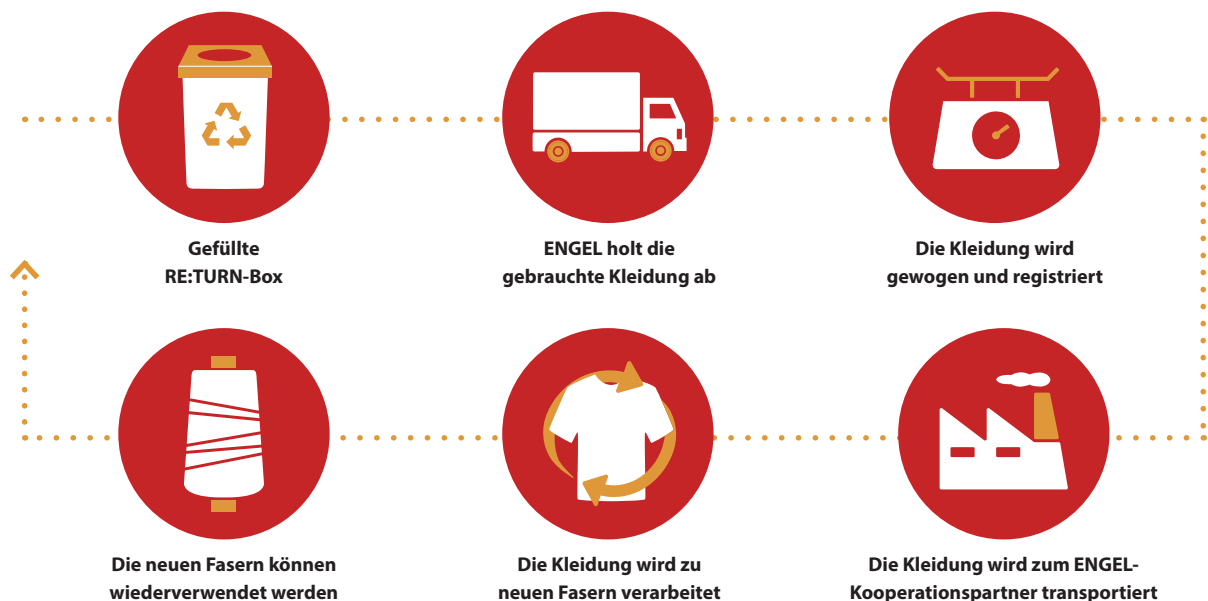 Gefüllte
RE:TURN-Box
ENGEL holt die
gebrauchte Kleidung ab
Die Kleidung wird
gewogen und registriert
Die neuen Fasern können
wiederverwendet werden
Die Kleidung wird zu
neuen Fasern verarbeitet
Die Kleidung wird zum ENGEL-
Kooperationspartner transportiert